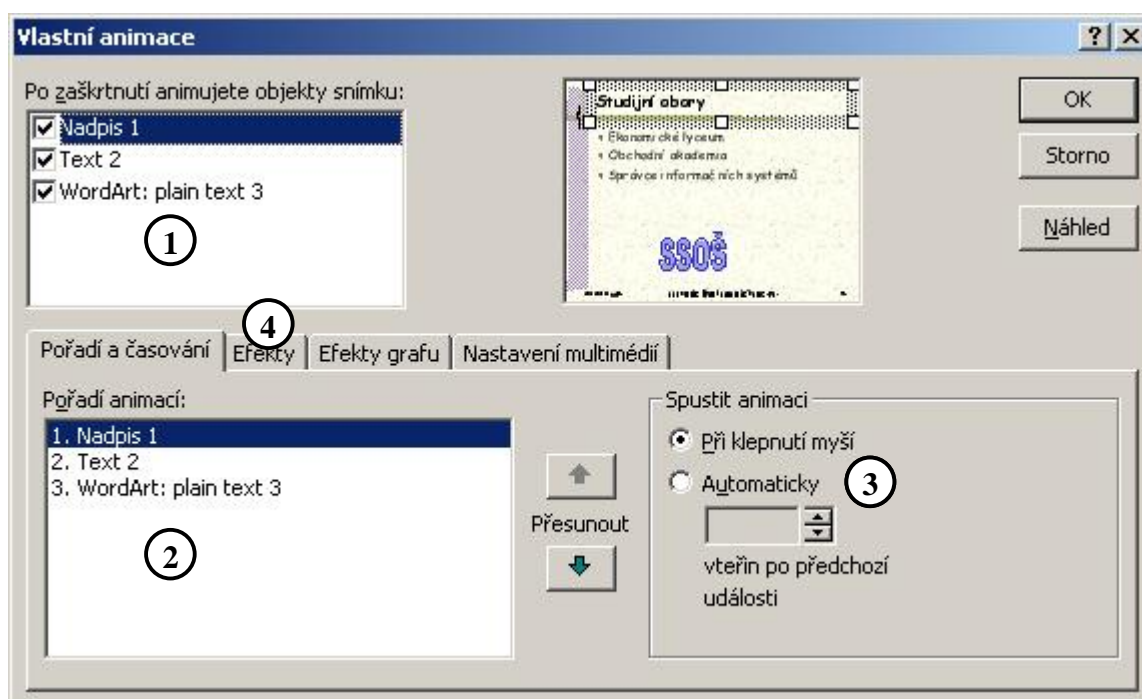 Vlastní animace
Po zaškrtnutí animujete objekty snímku:
Nadpis 1
Text 2
WordArt: plain text 3
1
Studijní obory
Ekonomické lyceum
Obchodní akademia
Správce informačních systémů
SSOŠ
OK
Storno
Náhled
4
Pořadí a časování
Efekty
Efekty grafu
Nastavení multimédií
Pořadí animací:
1. Nadpis 1
2. Text 2
3. WordArt: plain text 3
2
Přesunout
Spustit animaci
Při klepnutí myší
Automaticky
3
vteřin po předchozí
události